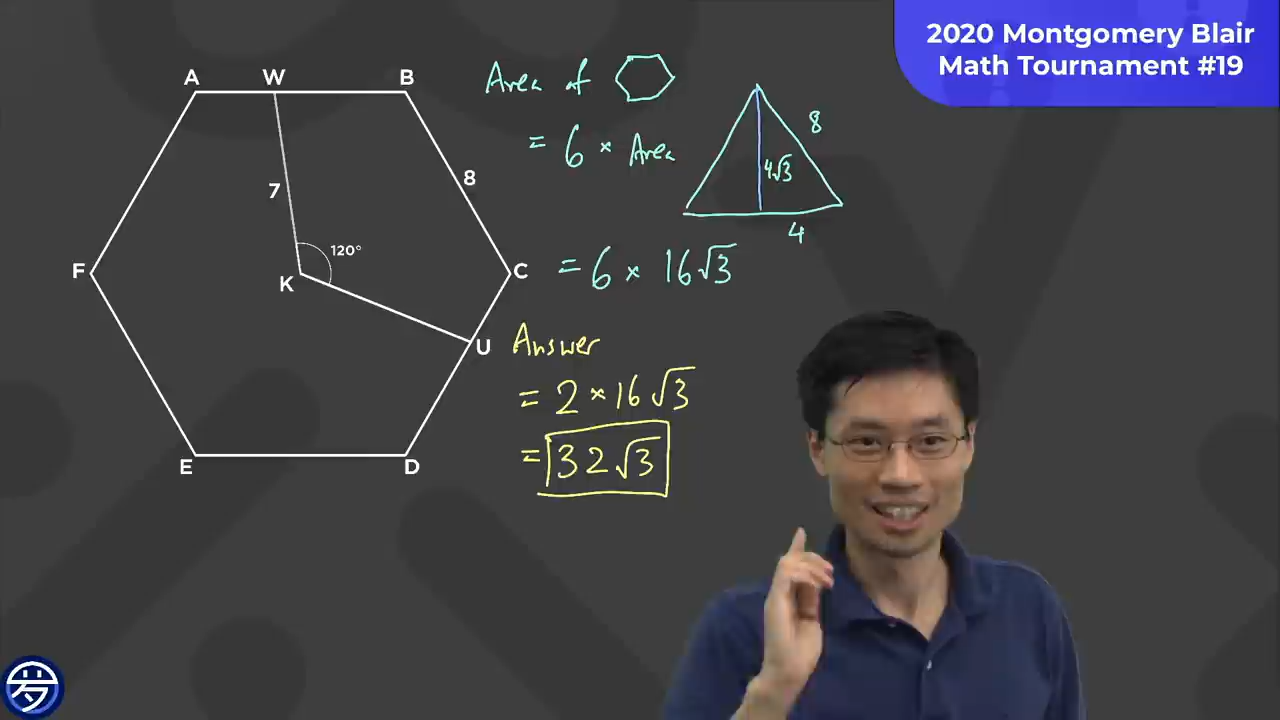 2020 Montgomery Blair
Math Tournament #19
A W B
7
8
120°
F
K
C
U
E
D
Area of
= 6 × Area
8
4√3
4
= 6 × 16√3
Answer
= 2 × 16√3
= 32√3